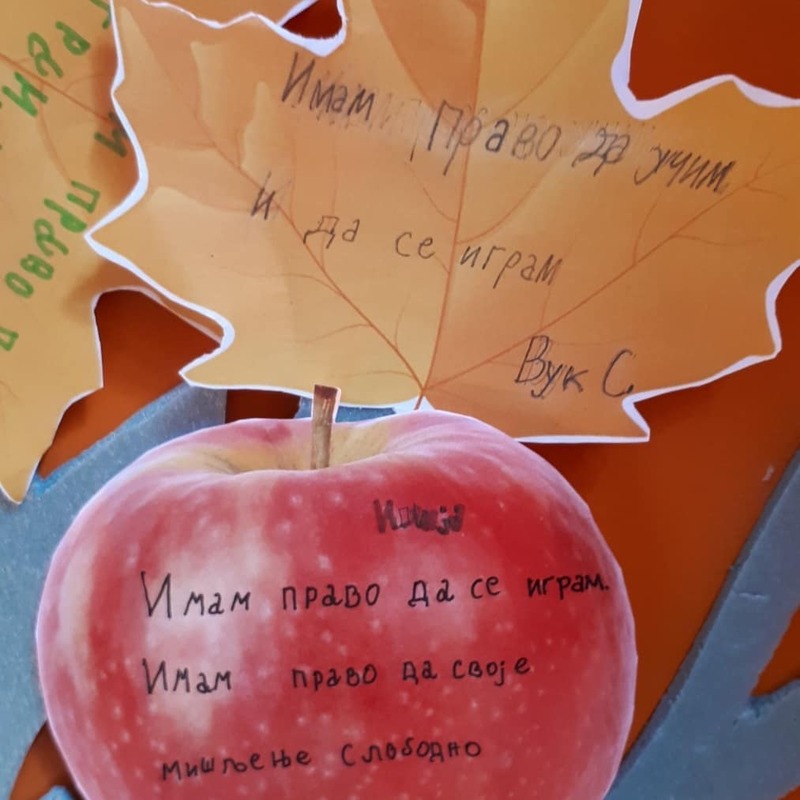 Имам Право да учим
и да се играм
Вук С.
Имам право да се играм.
Имам право да своје
мишљење слободно
право